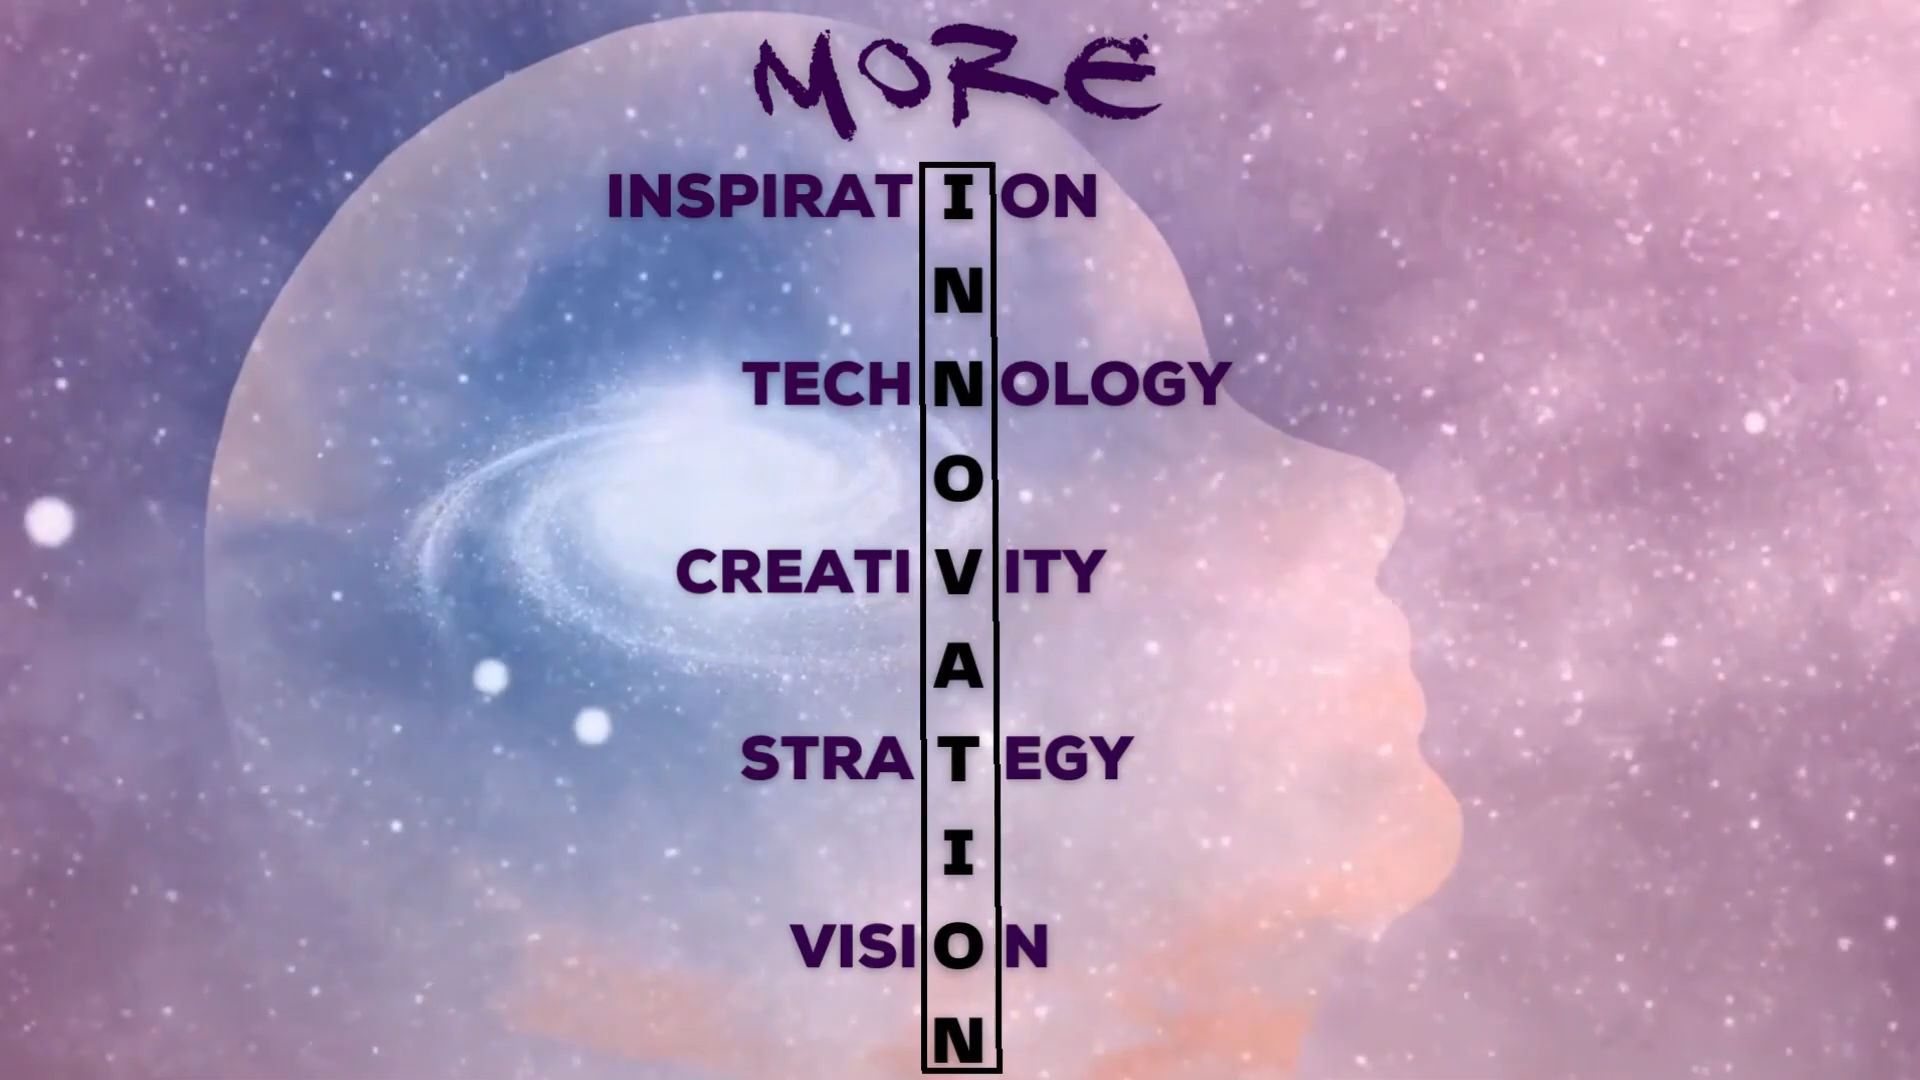 MORE
INSPIRATION
N
TECHNOLOGY
O
CREATIVITY
A
STRATEGY
I
VISION
N